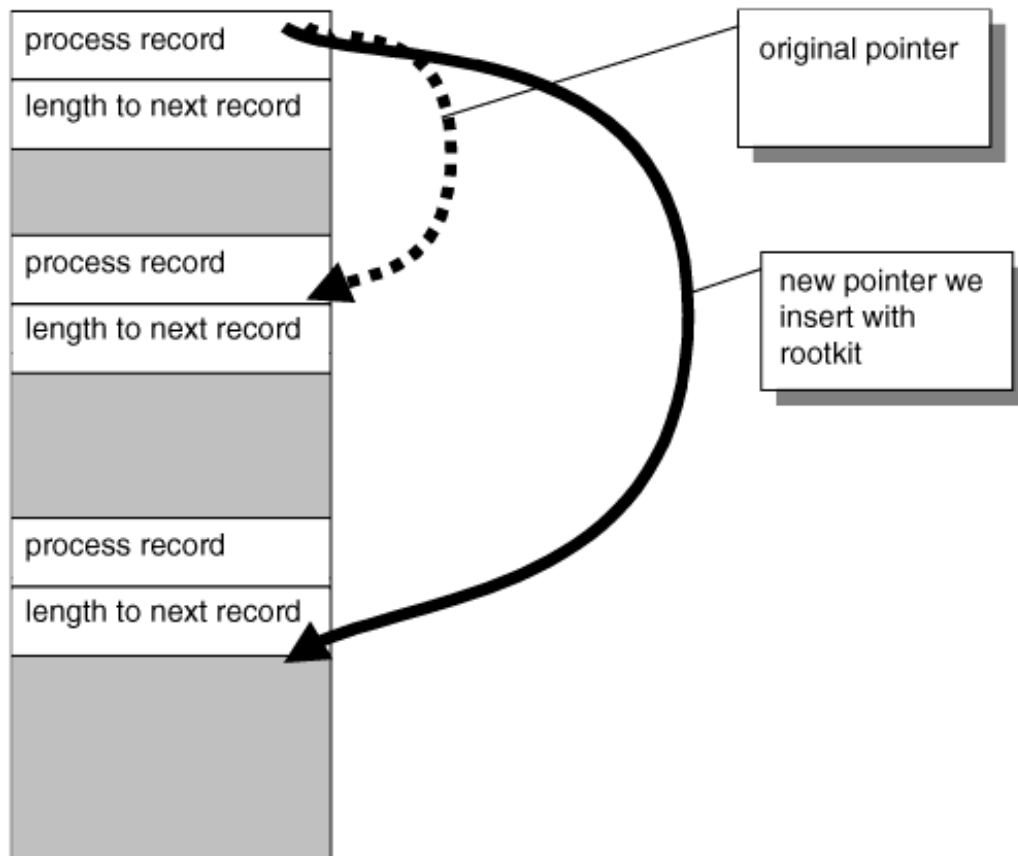 process record
length to next record
process record
length to next record
process record
length to next record
original pointer
new pointer we
insert with
rootkit